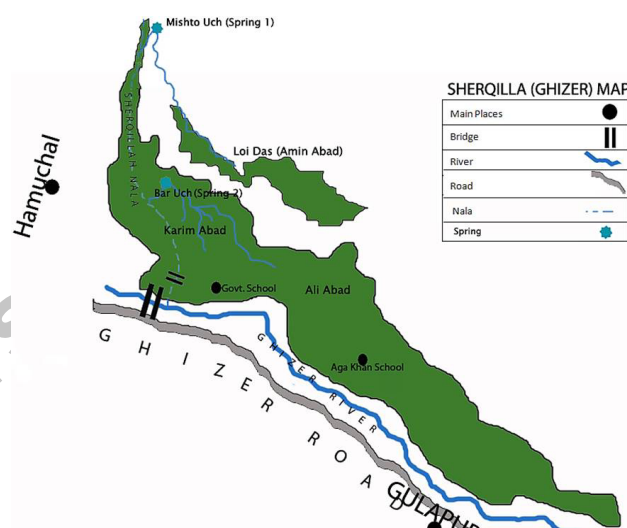 Mishto Uch (Spring 1)
SHERQILLA (GHIZER) MAP
Main Places
Bridge
River
Road
Nala
Spring
SHERQILLAH NALA
Hamuchal
Loi Das (Amin Abad)
Bar Uch (Spring 2)
Karim Abad
Govt. School
Ali Abad
Aga Khan School
GHIZER RIVER
GHIZER ROAD
GULAPUR